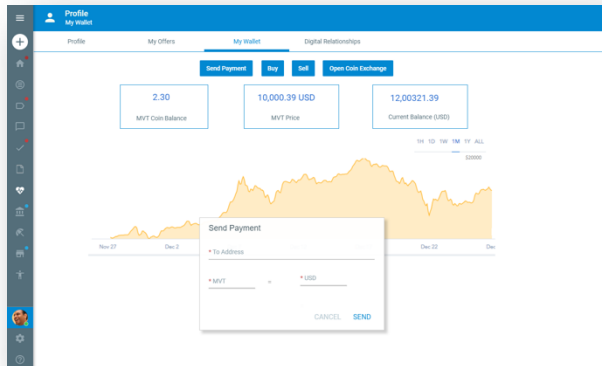 Profile
My Wallet
Profile My Offers My Wallet Digital Relationships
Send Payment Buy Sell Open Coin Exchange
2.30 10,000.39 USD 12,00321.39
MVT Coin Balance MVT Price Current Balance (USD)
1H 1D 1W 1M 1Y ALL
$20000
Nov 27 Dec 2 Dec 22 Dec
Send Payment
* To Address
* MVT = * USD
CANCEL SEND